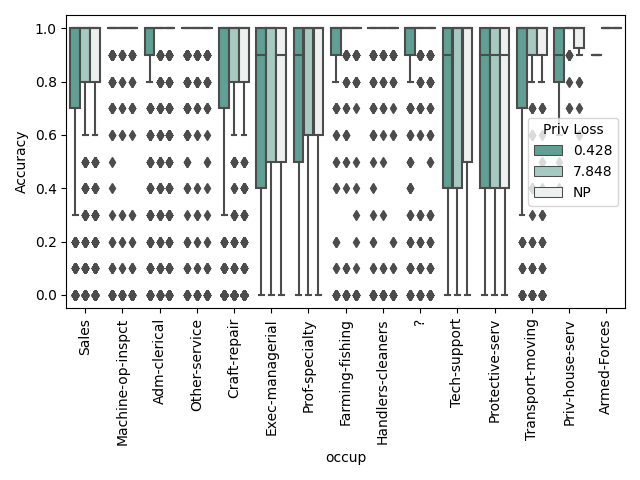 1.0
0.8
0.6
0.4
0.2
0.0
Accuracy
Priv Loss
0.428
7.848
NP
Sales
Machine-op-inspct
Adm-clerical
Other-service
Craft-repair
Exec-managerial
Prof-specialty
Farming-fishing
Handlers-cleaners
?
Tech-support
Protective-serv
Transport-moving
Priv-house-serv
Armed-Forces
occup